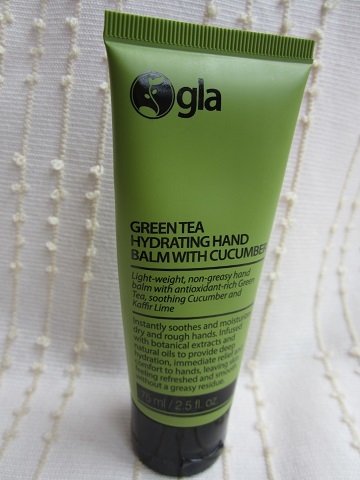 gla
GREEN TEA
HYDRATING HAND
BALM WITH CUCUMBER
Light-weight, non-greasy hand
balm with antioxidant-rich Green
Tea, soothing Cucumber and
Kaffir Lime
Instantly soothes and moisturizes
dry and rough hands. Infused
with botanical extracts and
natural oils to provide deep
hydration, immediate relief and
comfort to hands, leaving
feeling refreshed and smooth
without a greasy residue.
75 ml / 2.5 fl. oz.